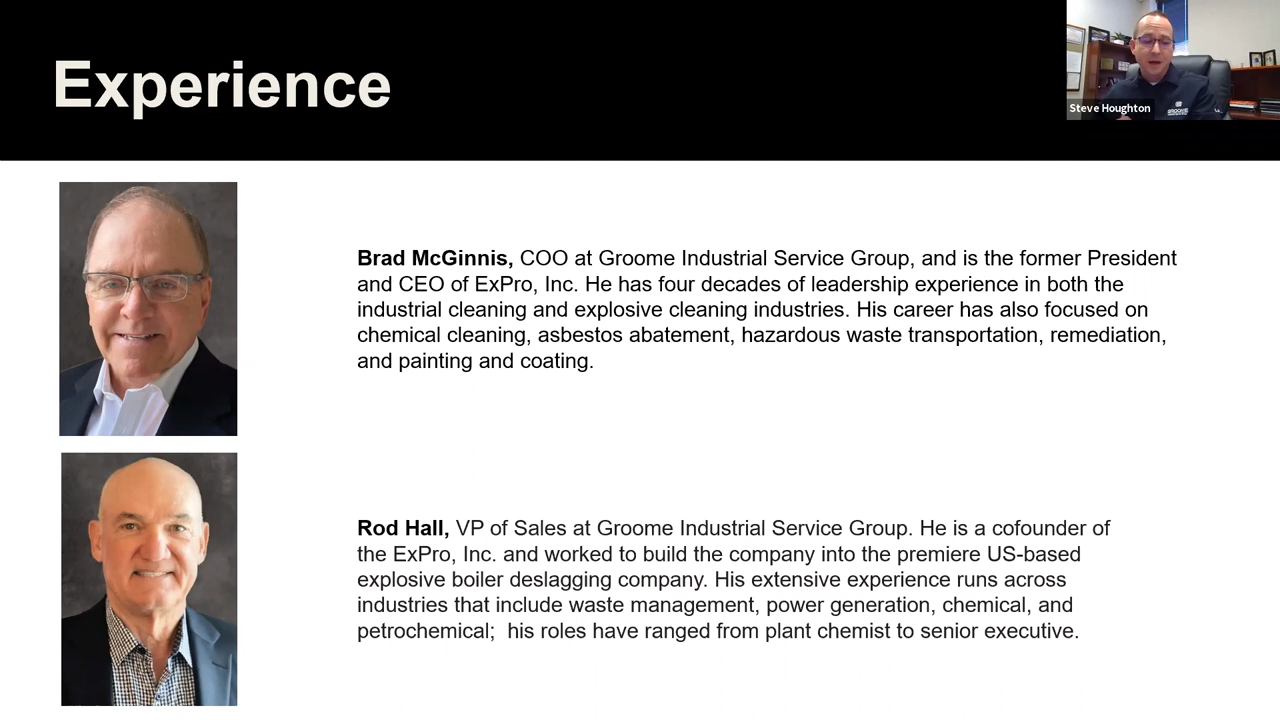 Experience
Steve Houghton
GROOME
Brad McGinnis, COO at Groome Industrial Service Group, and is the former President
and CEO of ExPro, Inc. He has four decades of leadership experience in both the
industrial cleaning and explosive cleaning industries. His career has also focused on
chemical cleaning, asbestos abatement, hazardous waste transportation, remediation,
and painting and coating.
Rod Hall, VP of Sales at Groome Industrial Service Group. He is a cofounder of
the ExPro, Inc. and worked to build the company into the premiere US-based
explosive boiler deslagging company. His extensive experience runs across
industries that include waste management, power generation, chemical, and
petrochemical;  his roles have ranged from plant chemist to senior executive.